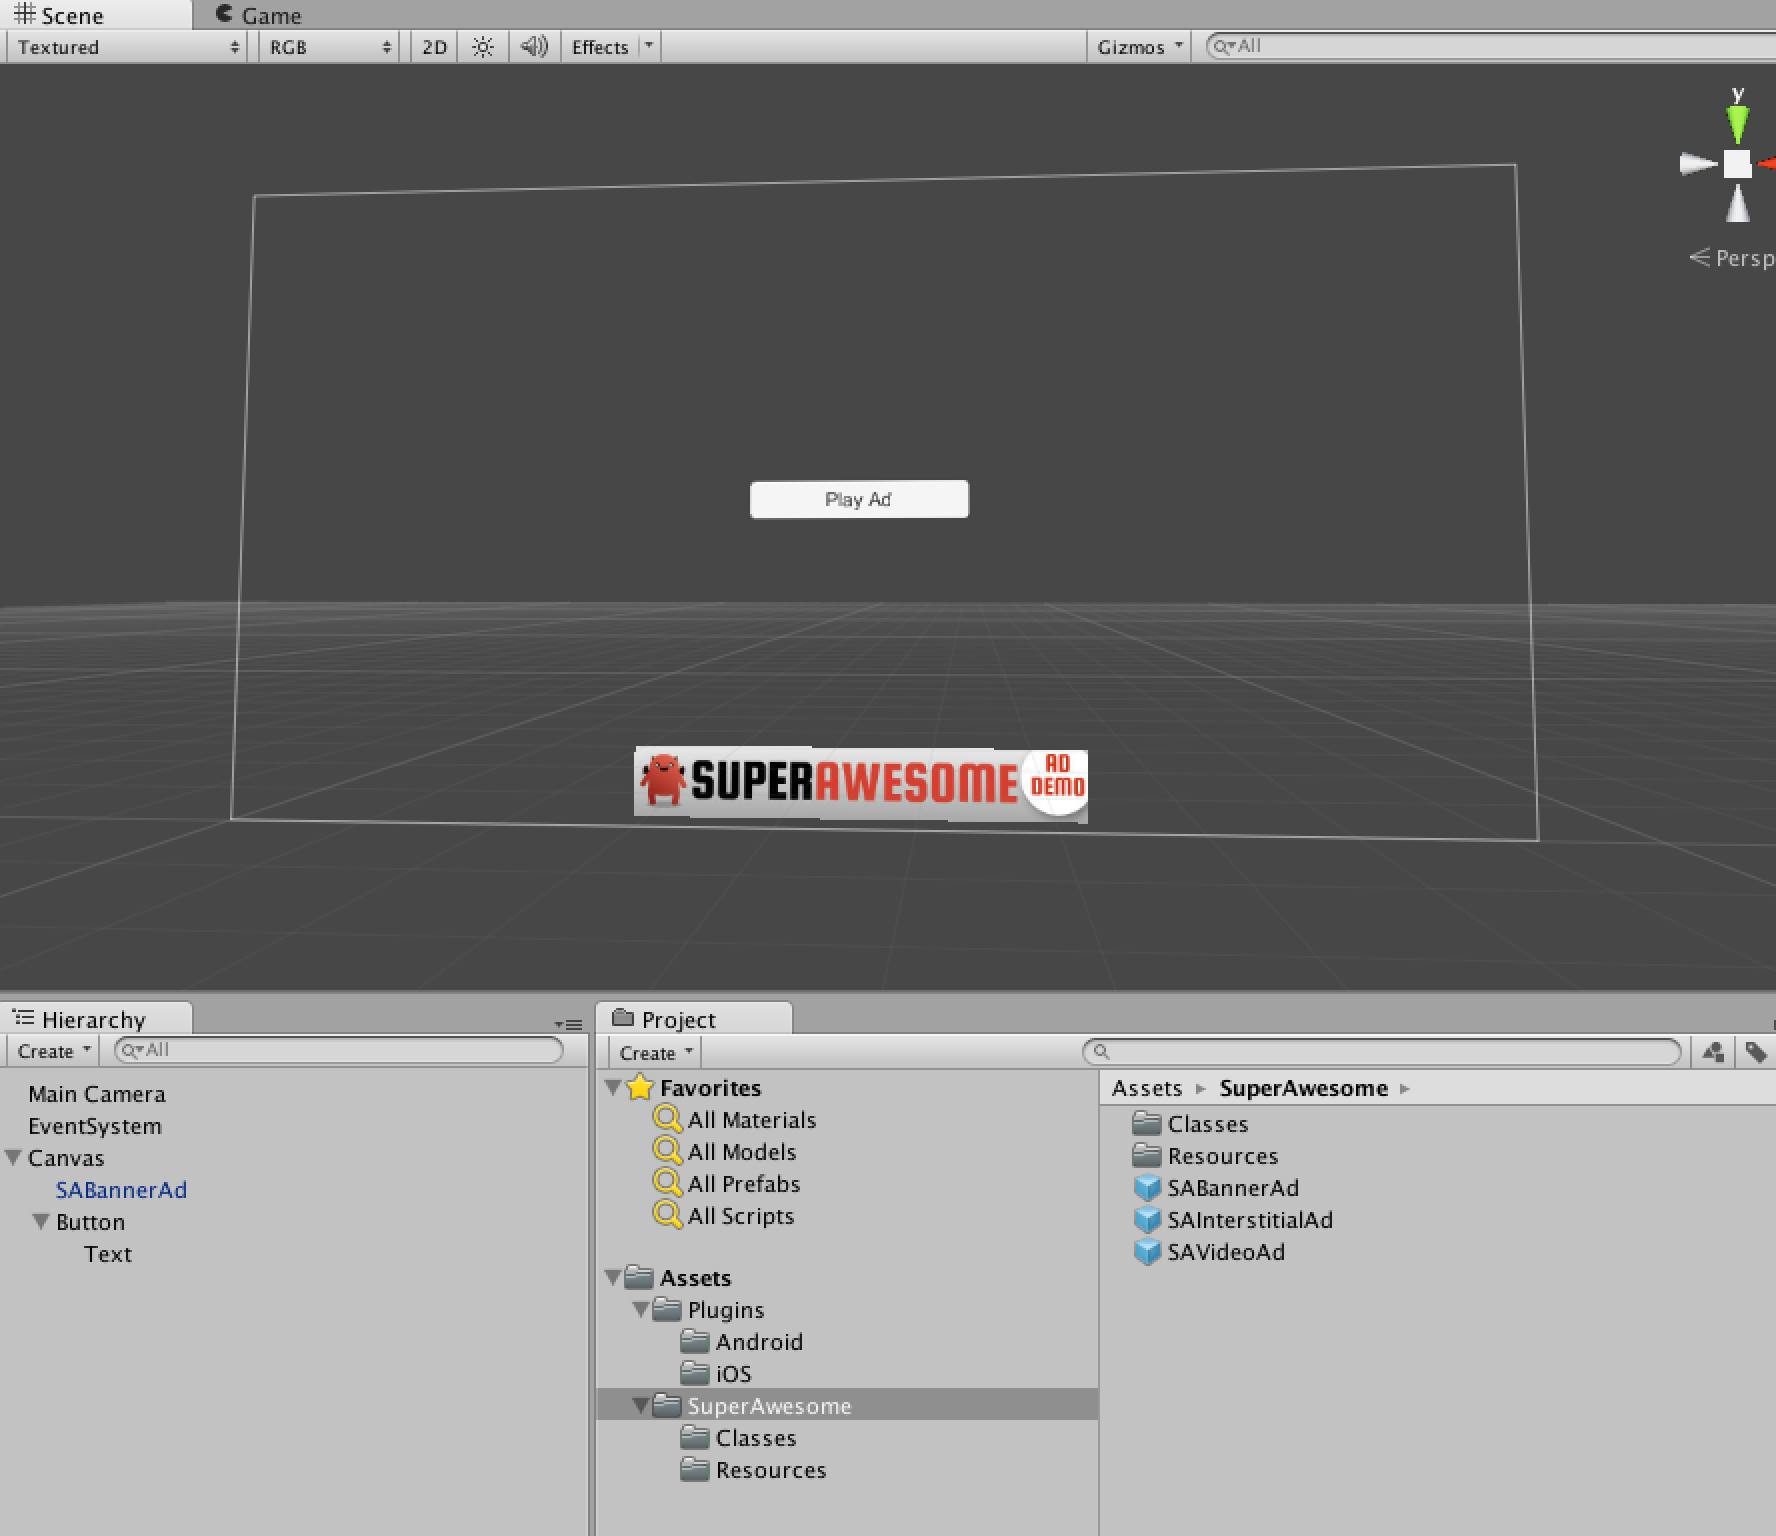 Scene
Game
Textured
RGB
2D
Effects
Gizmos
All
y
Persp
Play Ad
SUPERAWESOME
AD
DEMO
Hierarchy
Create
All
Main Camera
EventSystem
Canvas
SABannerAd
Button
Text
Project
Create
Favorites
All Materials
All Models
All Prefabs
All Scripts
Assets
Plugins
Android
iOS
SuperAwesome
Classes
Resources
Assets SuperAwesome
Classes
Resources
SABannerAd
SAInterstitialAd
SAVideoAd